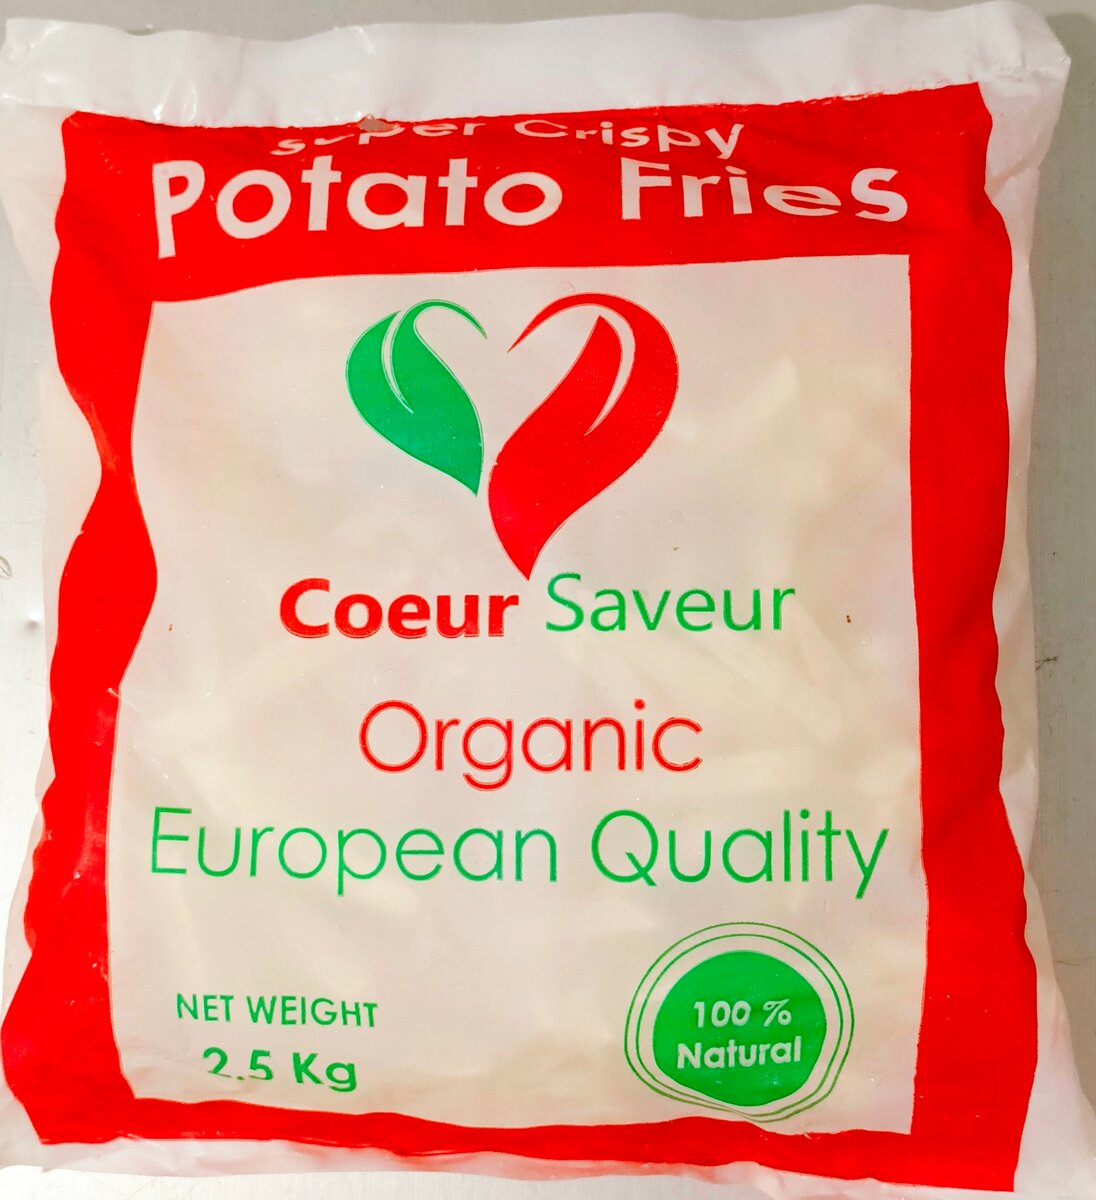 Super Crispy
Potato Fries
Coeur Saveur
Organic
European Quality
NET WEIGHT
2.5 Kg
100 %
Natural